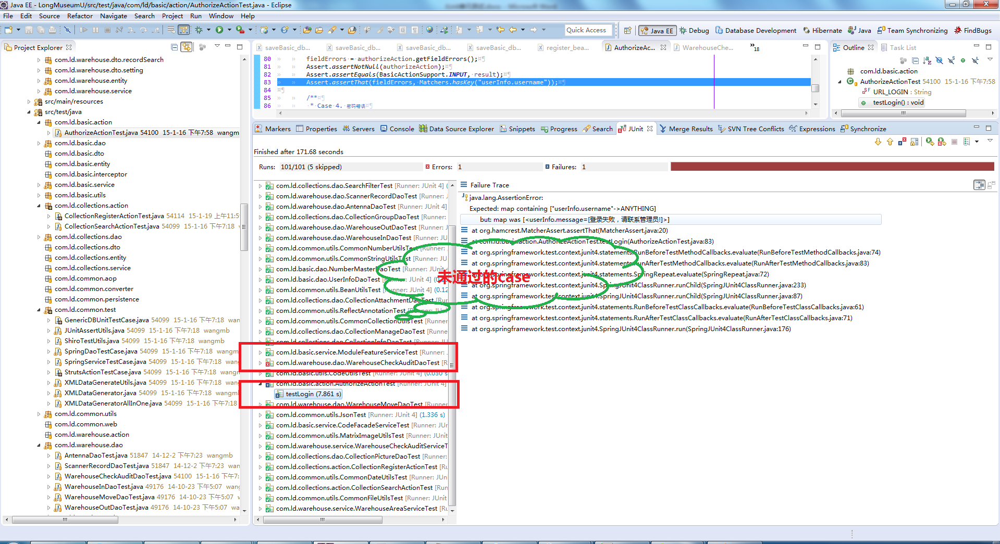 Java EE - LongMuseumU/src/test/java/com/ld/basic/action/AuthorizeActionTest.java - Eclipse
File Edit Source Refactor Navigate Search Project Run Window Help
Quick Access
Java EE Debug Database Development Hibernate Java Team Synchronizing FindBugs
Project Explorer
com.ld.warehouse.dto.recordSearch
com.ld.warehouse.dto.setting
com.ld.warehouse.entity
com.ld.warehouse.service
src/main/resources
src/test/java
com.ld.basic.action
AuthorizeActionTest.java 54100 15-1-16 下午7:58 wangm
com.ld.basic.dao
com.ld.basic.dto
com.ld.basic.entity
com.ld.basic.interceptor
com.ld.basic.service
com.ld.basic.utils
com.ld.collections.action
CollectionRegisterActionTest.java 54114 15-1-19 上午11:5
CollectionSearchActionTest.java 54099 15-1-16 下午7:18 w
com.ld.collections.dao
com.ld.collections.dto
com.ld.collections.entity
com.ld.collections.service
com.ld.common.aop
com.ld.common.converter
com.ld.common.persistence
com.ld.common.test
GenericDBUnitTestCase.java 54099 15-1-16 下午7:18 wan
JUnitAssertUtils.java 54099 15-1-16 下午7:18 wangmb
ShiroTestUtils.java 54099 15-1-16 下午7:18 wangmb
SpringDaoTestCase.java 54099 15-1-16 下午7:18 wangm
SpringServiceTestCase.java 54099 15-1-16 下午7:18 wan
StrutsActionTestCase.java 54099 15-1-16 下午7:18 wang
XMLDataGenerateUtils.java 54099 15-1-16 下午7:18 wan
XMLDataGenerator.java 54099 15-1-16 下午7:18 wangmb
XMLDataGeneratorAllInOne.java 54099 15-1-16 下午7:18
com.ld.common.utils
com.ld.common.web
com.ld.warehouse.action
com.ld.warehouse.dao
AntennaDaoTest.java 51847 14-12-2 下午7:23 wangmb
ScannerRecordDaoTest.java 51847 14-12-2 下午7:23 wang
WarehouseCheckAuditDaoTest.java 54100 15-1-16 下午7:
WarehouseInDaoTest.java 49176 14-10-23 下午5:07 wang
WarehouseMoveDaoTest.java 49176 14-10-23 下午5:07 w
WarehouseOutDaoTest.java 49176 14-10-23 下午5:07 wan
saveBasic_db... saveBasic_db... saveBasic_db... saveBasic_db... register_bea... AuthorizeAc... WarehouseChe... »18
80 fieldErrors = authorizeAction.getFieldErrors();
81 Assert.assertNotNull(authorizeAction);
82 Assert.assertEquals(BasicActionSupport.INPUT, result);
83 Assert.assertThat(fieldErrors, Matchers.hasKey("userInfo.username"));
84
85 /**
86 * Case 4. 密码错误
Outline Task List
com.ld.basic.action
AuthorizeActionTest 54100 15-1-16 下午7:58
URL_LOGIN : String
testLogin() : void
Markers Properties Servers Console Data Source Explorer Snippets Progress Search JUnit Merge Results SVN Tree Conflicts Expressions Synchronize
Finished after 171.68 seconds
Runs: 101/101 (5 skipped) Errors: 1 Failures: 1
com.ld.collections.dao.SearchFilterTest [Runner: JUnit 4] (
com.ld.warehouse.dao.ScannerRecordDaoTest [Runner: J
com.ld.warehouse.dao.AntennaDaoTest [Runner: JUnit 4]
com.ld.collections.dao.CollectionGroupDaoTest [Runner:
com.ld.warehouse.dao.WarehouseOutDaoTest [Runner: J
com.ld.warehouse.dao.WarehouseInDaoTest [Runner: JU
com.ld.common.utils.CommonNumberUtilsTest [Runner:
com.ld.common.utils.CommonStringUtilsTest [Runner: JU
com.ld.basic.dao.NumberMasterDaoTest [Runner: JUnit
com.ld.basic.dao.UserInfoDaoTest [Runner: JUnit 4] (0.2
com.ld.common.utils.BeanUtilsTest [Runner: JUnit 4] (0.12
com.ld.collections.dao.CollectionAttachmentDaoTest [Ru
com.ld.common.utils.ReflectAnnotationTest [Runner: JU
com.ld.common.utils.CommonCollectionUtilsTest [Runner
com.ld.collections.dao.CollectionManageDaoTest [Runne
com.ld.collections.dao.CollectionInfoDaoTest [Runner: JU
com.ld.basic.service.ModuleFeatureServiceTest [Runner: J
com.ld.warehouse.dao.WarehouseCheckAuditDaoTest [R
com.ld.basic.utils.CodeUtilsTest [Runner: JUnit 4] (0.030 s
com.ld.basic.action.AuthorizeActionTest [Runner: JUnit 4]
testLogin (7.861 s)
com.ld.warehouse.dao.WarehouseMoveDaoTest [Runner
com.ld.common.utils.JsonTest [Runner: JUnit 4] (1.336 s)
com.ld.basic.service.CodeFacadeServiceTest [Runner: JUr
com.ld.common.utils.MatrixImageUtilsTest [Runner: JUnit
com.ld.warehouse.service.WarehouseCheckAuditServiceT
com.ld.collections.dao.CollectionPictureDaoTest [Runner:
com.ld.collections.action.CollectionRegisterActionTest [R
com.ld.common.utils.CommonDateUtilsTest [Runner: JUn
com.ld.collections.action.CollectionSearchActionTest [Run
com.ld.common.utils.CommonFileUtilsTest [Runner: JUnit
com.ld.warehouse.service.WarehouseAreaServiceTest [Ru
未通过的case
Failure Trace
java.lang.AssertionError:
Expected: map containing ["userInfo.username"->ANYTHING]
but: map was [<userInfo.message=[登录失败，请联系管理员!]>]
at org.hamcrest.MatcherAssert.assertThat(MatcherAssert.java:20)
at com.ld.basic.action.AuthorizeActionTest.testLogin(AuthorizeActionTest.java:83)
at org.springframework.test.context.junit4.statements.RunBeforeTestMethodCallbacks.evaluate(RunBeforeTestMethodCallbacks.java:74)
at org.springframework.test.context.junit4.statements.RunAfterTestMethodCallbacks.evaluate(RunAfterTestMethodCallbacks.java:83)
at org.springframework.test.context.junit4.statements.SpringRepeat.evaluate(SpringRepeat.java:72)
at org.springframework.test.context.junit4.SpringJUnit4ClassRunner.runChild(SpringJUnit4ClassRunner.java:233)
at org.springframework.test.context.junit4.SpringJUnit4ClassRunner.runChild(SpringJUnit4ClassRunner.java:87)
at org.springframework.test.context.junit4.statements.RunBeforeTestClassCallbacks.evaluate(RunBeforeTestClassCallbacks.java:61)
at org.springframework.test.context.junit4.statements.RunAfterTestClassCallbacks.evaluate(RunAfterTestClassCallbacks.java:71)
at org.springframework.test.context.junit4.SpringJUnit4ClassRunner.run(SpringJUnit4ClassRunner.java:176)